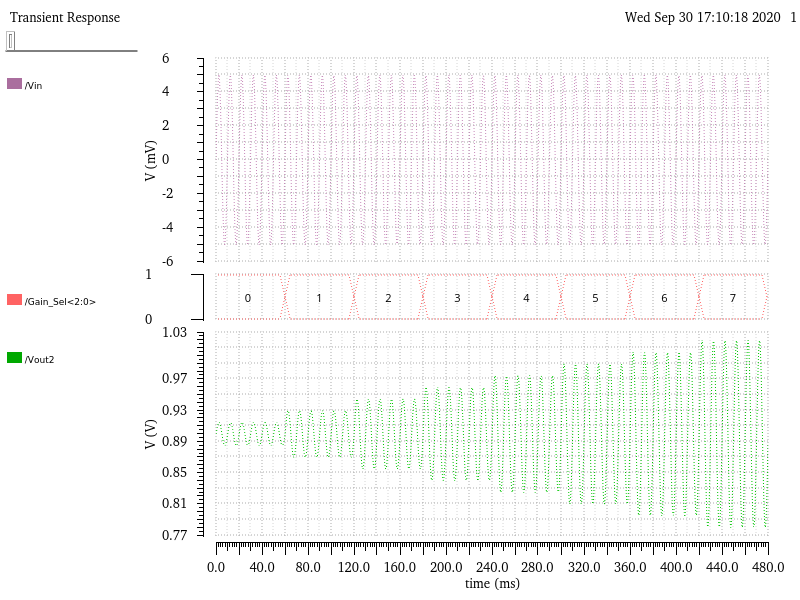 Transient Response
Wed Sep 30 17:10:18 2020 1
/Vin
6
4
2
0
-2
-4
-6
V (mV)
/Gain_Sel<2:0>
1
0
0 1 2 3 4 5 6 7
/Vout2
1.03
0.97
0.93
0.89
0.85
0.81
0.77
V (V)
0.0 40.0 80.0 120.0 160.0 200.0 240.0 280.0 320.0 360.0 400.0 440.0 480.0
time (ms)